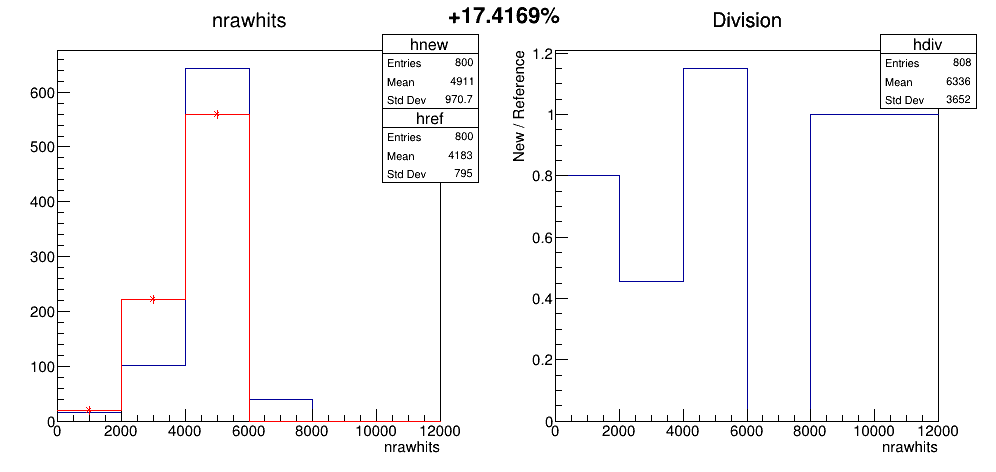 +17.4169%
nrawhits
hnew
Entries 800
Mean 4911
Std Dev 970.7
href
Entries 800
Mean 4183
Std Dev 795
600
500
400
300
200
100
0
0 2000 4000 6000 8000 10000 12000
nrawhits
Division
hdiv
Entries 808
Mean 6336
Std Dev 3652
New / Reference
1.2
1
0.8
0.6
0.4
0.2
0
0 2000 4000 6000 8000 10000 12000
nrawhits